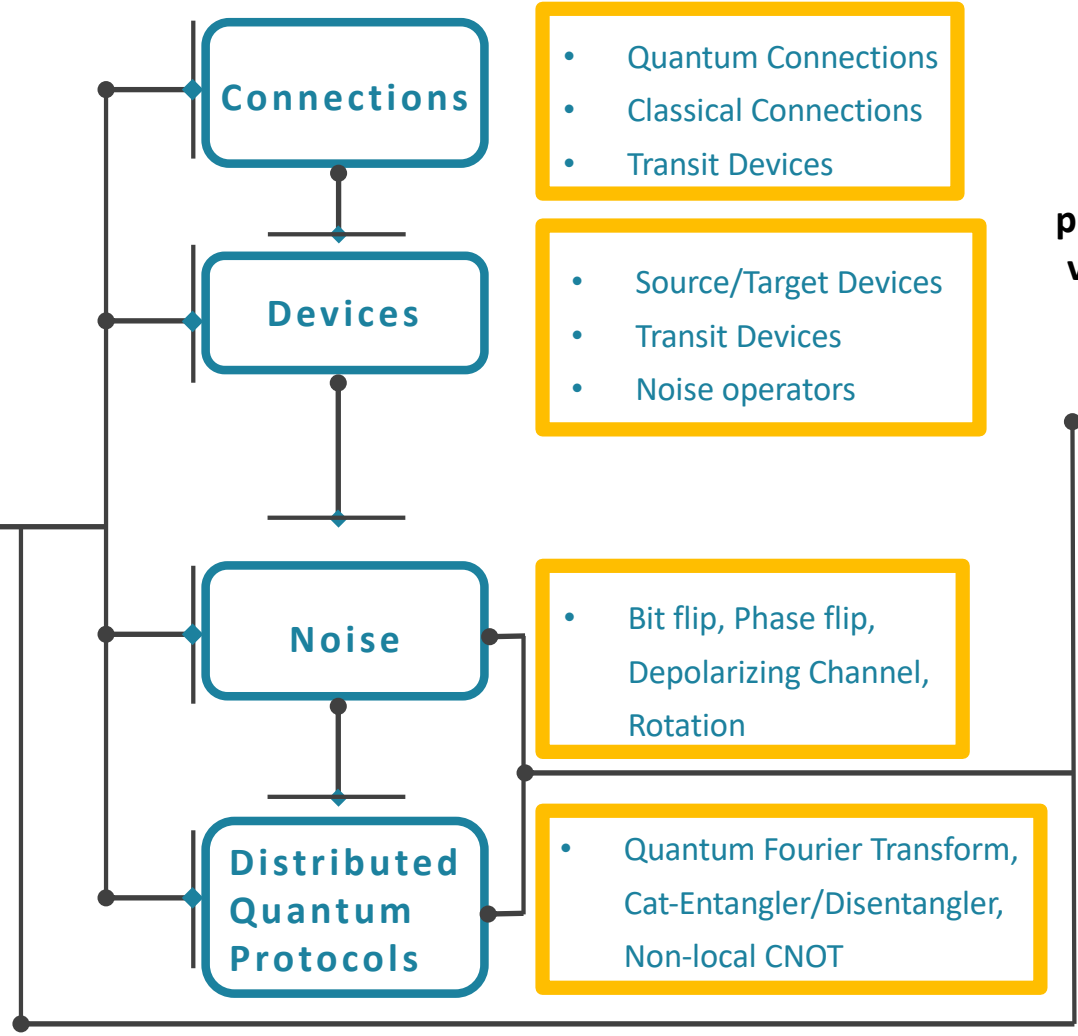 Connections
• Quantum Connections
• Classical Connections
• Transit Devices
Devices
• Source/Target Devices
• Transit Devices
• Noise operators
Noise
• Bit flip, Phase flip,
Depolarizing Channel,
Rotation
Distributed
Quantum
Protocols
• Quantum Fourier Transform,
Cat-Entangler/Disentangler,
Non-local CNOT